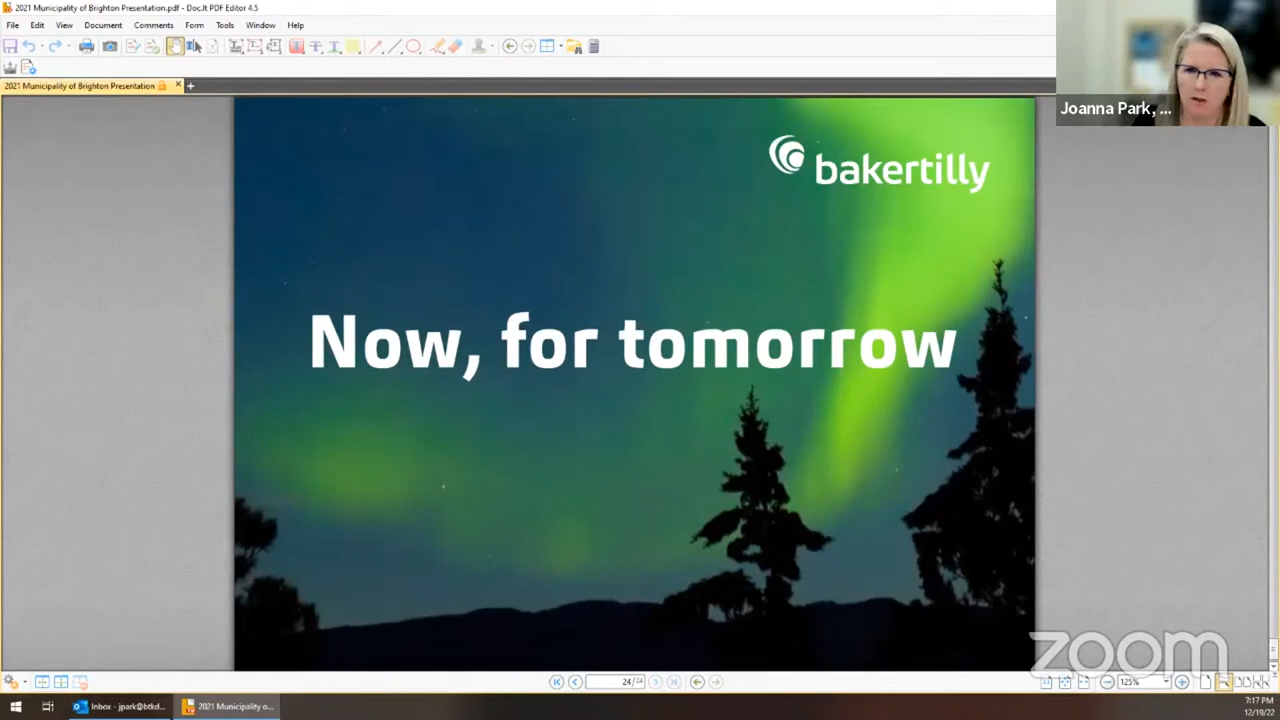 2021 Municipality of Brighton Presentation.pdf - Doc.It PDF Editor 4.5
File Edit View Document Comments Form Tools Window Help
2021 Municipality of Brighton Presentation
Joanna Park, ...
bakertilly
Now, for tomorrow
zoom
24 / 24
125%
Inbox - jpark@btkd...
2021 Municipality o...
7:17 PM
12/19/22